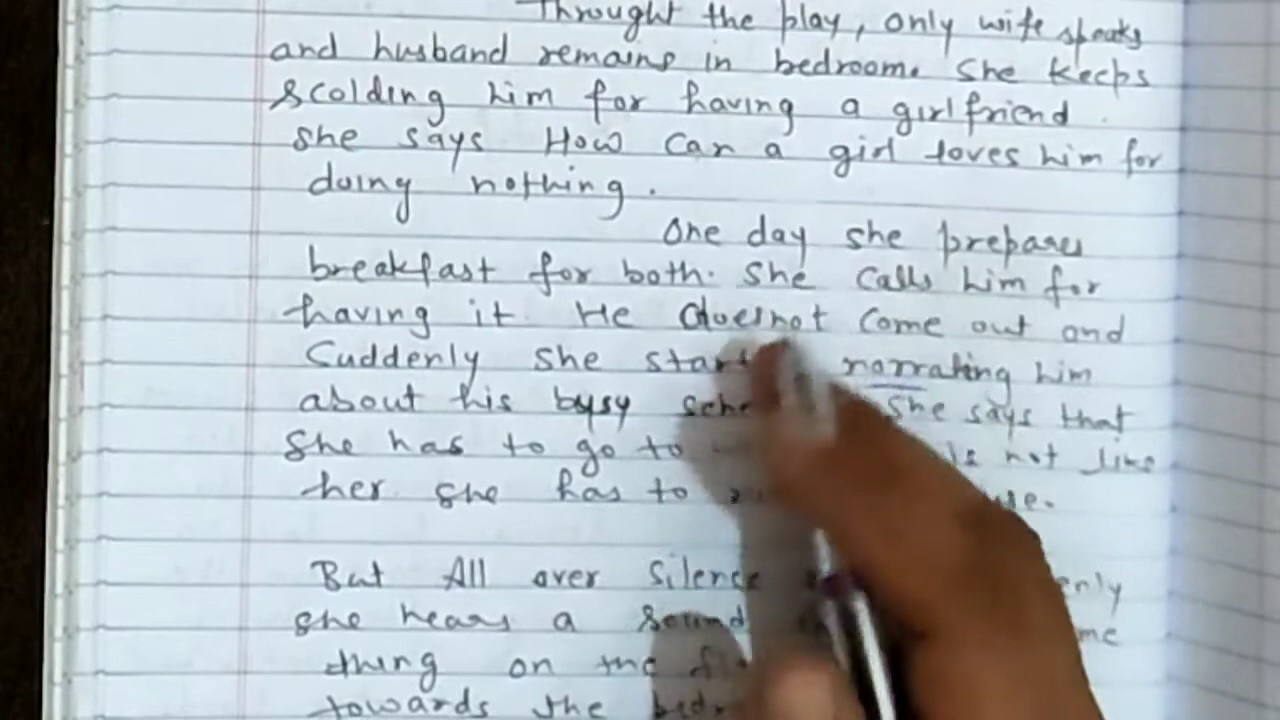 Throught the play, only wife speaks
and husband remains in bedroom. She keeps
scolding him for having a girlfriend.
she says How can a girl loves him for
doing nothing.
One day she prepares
breakfast for both. She calls him for
having it He doesnot come out and
Suddenly she start narrating him
about his bysy She says that
She has to go to not like
her she has to
But All over Silence
she hears a Sound
thing on the
towards the